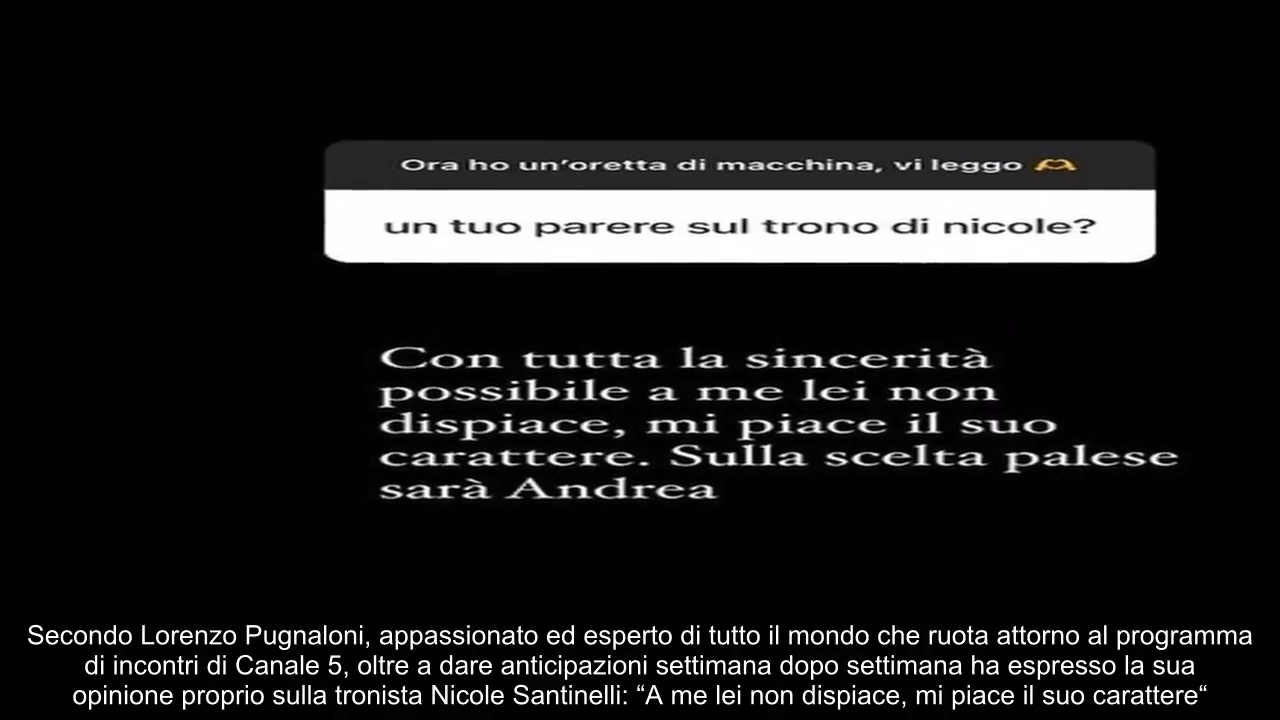 Ora ho un'oretta di macchina, vi leggo 🫶
un tuo parere sul trono di nicole?
Con tutta la sincerità
possibile a me lei non
dispiace, mi piace il suo
carattere. Sulla scelta palese
sarà Andrea
Secondo Lorenzo Pugnaloni, appassionato ed esperto di tutto il mondo che ruota attorno al programma
di incontri di Canale 5, oltre a dare anticipazioni settimana dopo settimana ha espresso la sua
opinione proprio sulla tronista Nicole Santinelli: “A me lei non dispiace, mi piace il suo carattere“